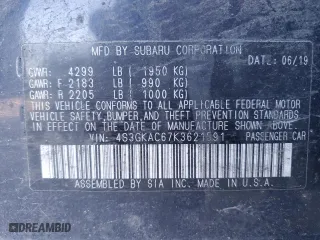 MFD. BY SUBARU CORPORATION
DATE: 06/19
GVWR: 4299 LB ( 1950 KG)
GAWR: F 2183 LB ( 990 KG)
GAWR: R 2205 LB ( 1000 KG)
THIS VEHICLE CONFORMS TO ALL APPLICABLE FEDERAL MOTOR
VEHICLE SAFETY, BUMPER, AND THEFT PREVENTION STANDARDS
IN EFFECT ON THE DATE OF MANUFACTURE SHOWN ABOVE.
VIN: 4S3GKAC67K3621591
PASSENGER CAR
ASSEMBLED BY SIA INC. MADE IN U.S.A.